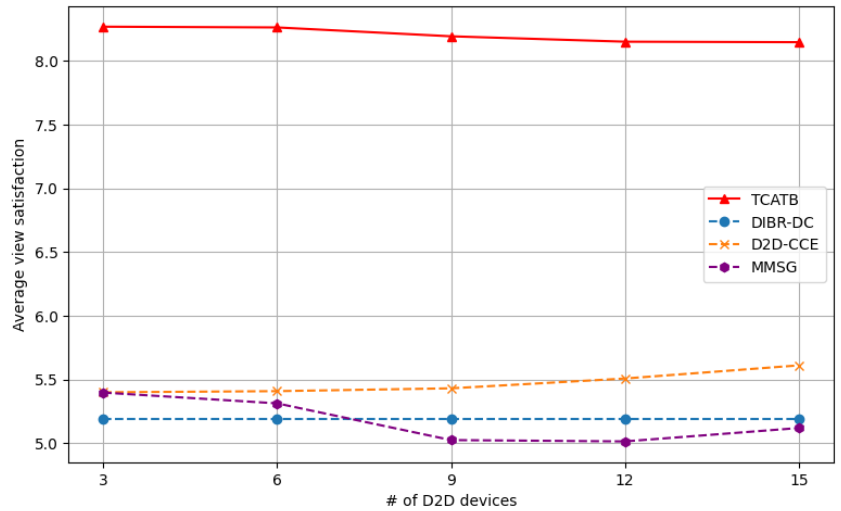 8.0
7.5
7.0
6.5
6.0
5.5
5.0
Average view satisfaction
TCATB
DIBR-DC
D2D-CCE
MMSG
3 6 9 12 15
# of D2D devices